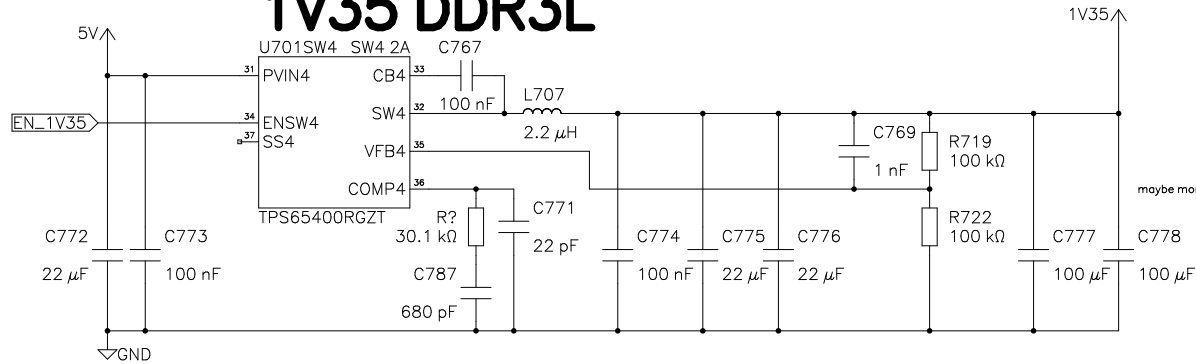 1V35 DDR3L
1V35
5V
U701SW4 SW4 2A
C767
31
PVIN4
CB4
33
100 nF
L707
2.2 µH
EN_1V35
34
ENSW4
SW4
32
37
SS4
VFB4
35
COMP4
36
TPS65400RGZT
C769
1 nF
R719
100 kΩ
maybe mo
R?
30.1 kΩ
C771
22 pF
R722
100 kΩ
C772
22 µF
C773
100 nF
C787
680 pF
C774
100 nF
C775
22 µF
C776
22 µF
C777
100 µF
C778
100 µF
GND